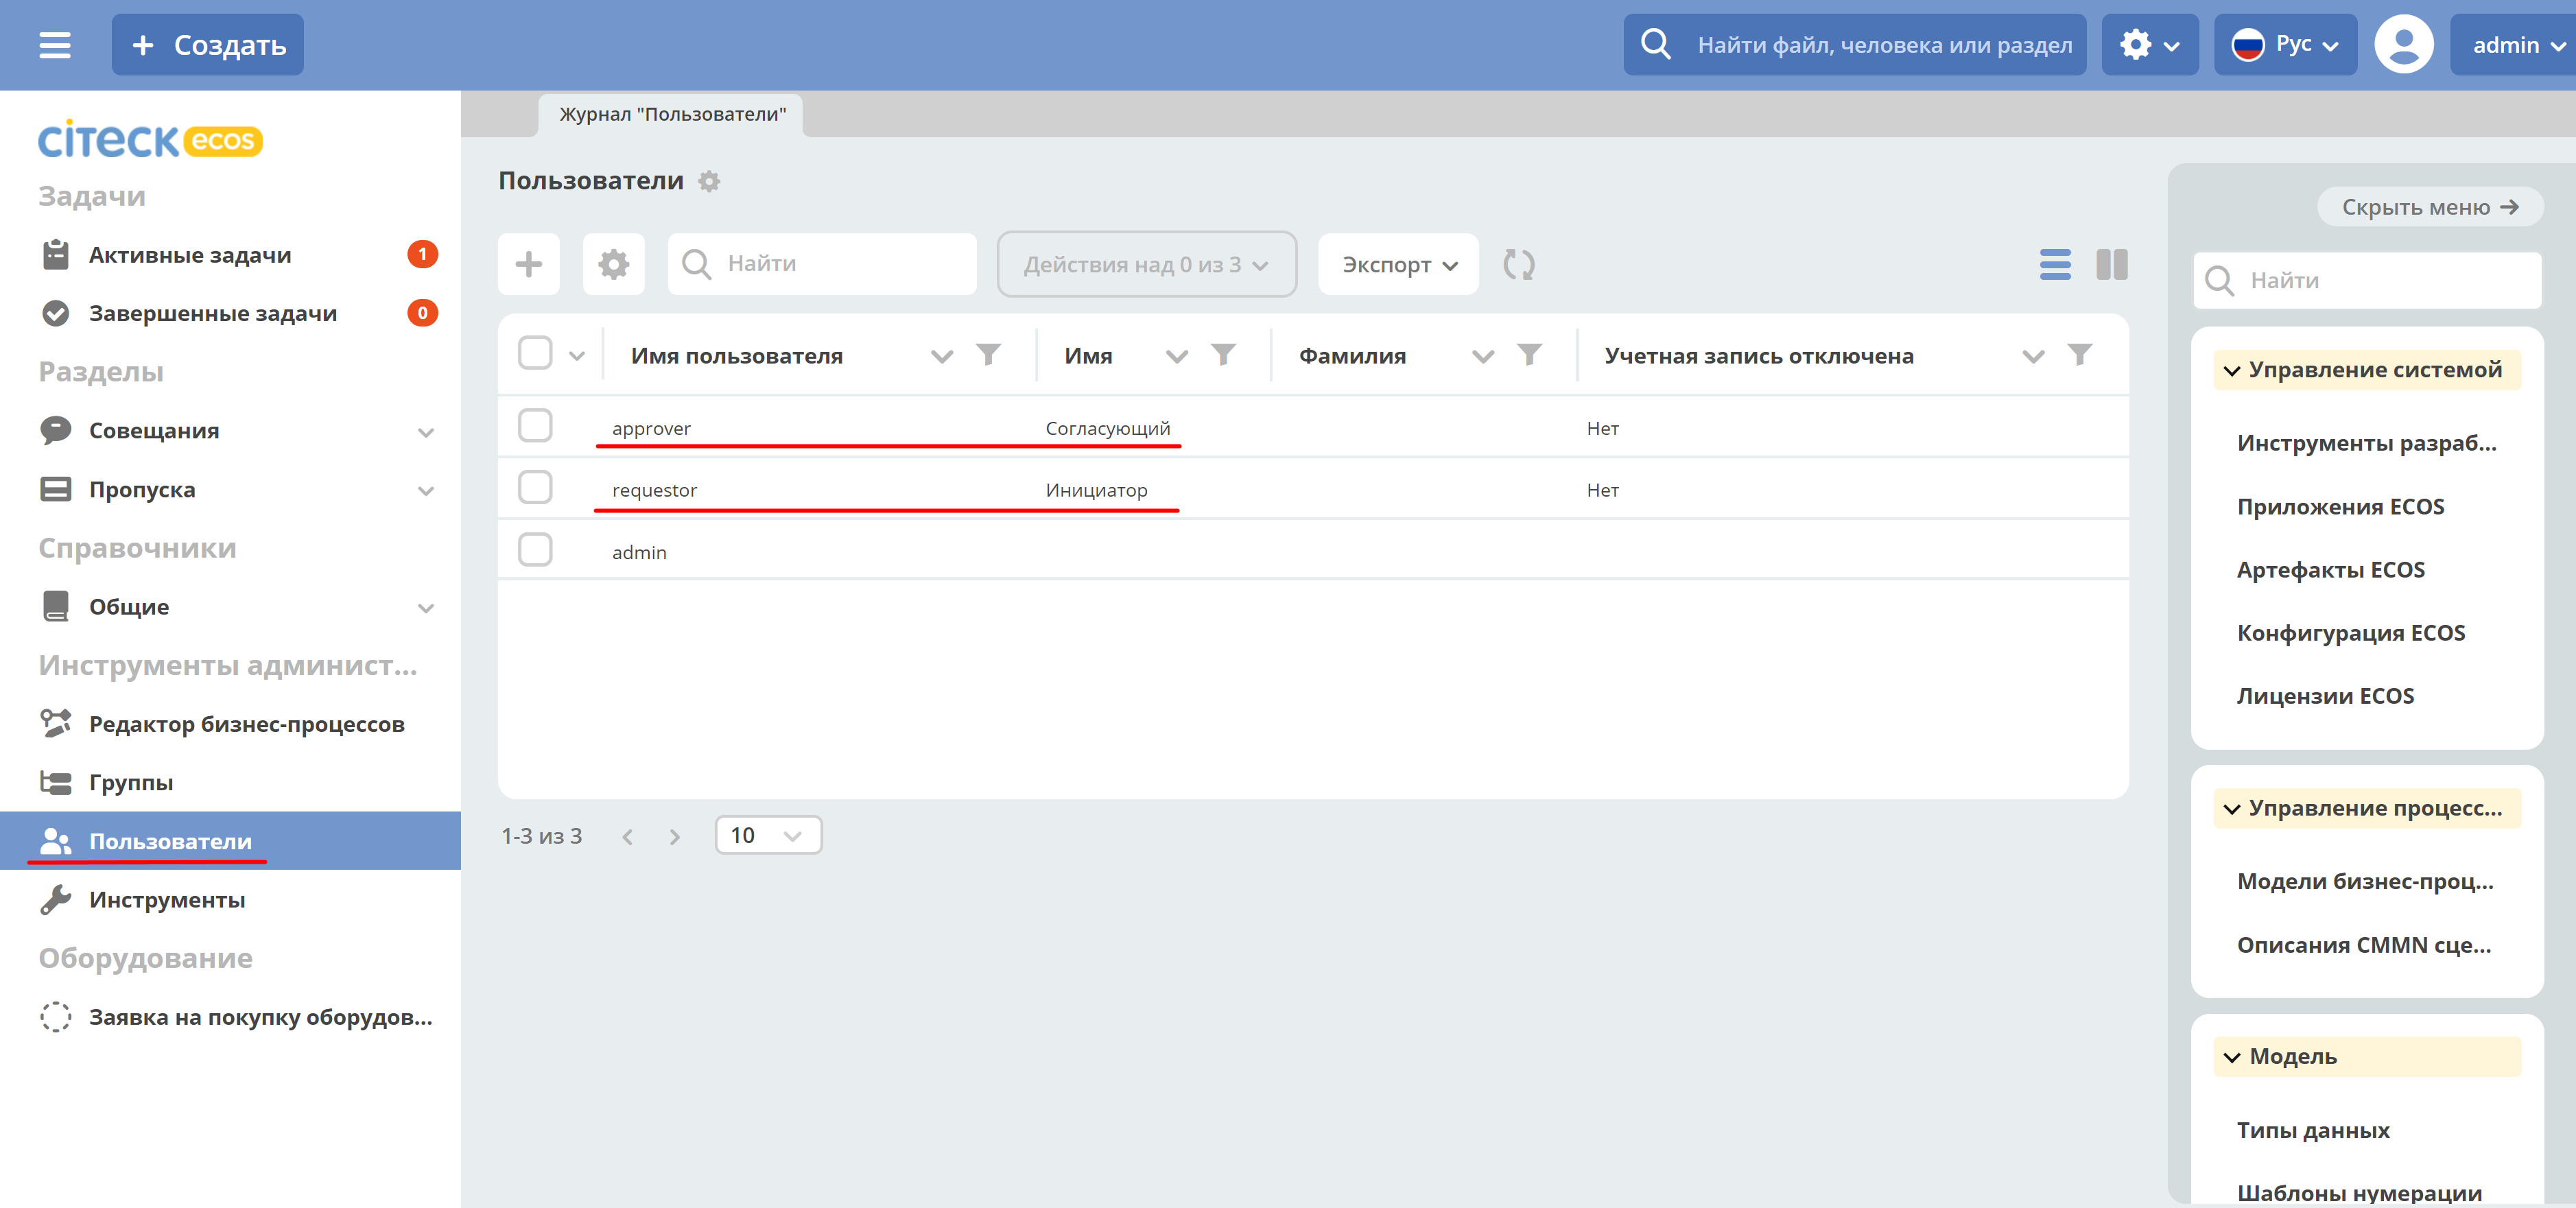 Создать
Найти файл, человека или раздел
Рус
admin
citeck ecos
Задачи
Активные задачи 1
Завершенные задачи 0
Разделы
Совещания
Пропуска
Справочники
Общие
Инструменты админист...
Редактор бизнес-процессов
Группы
Пользователи
Инструменты
Оборудование
Заявка на покупку оборудов...
Журнал "Пользователи"
Пользователи
Найти
Действия над 0 из 3
Экспорт
Имя пользователя Имя Фамилия Учетная запись отключена
approver Согласующий Нет
requestor Инициатор Нет
admin
1-3 из 3 10
Скрыть меню
Найти
Управление системой
Инструменты разраб...
Приложения ECOS
Артефакты ECOS
Конфигурация ECOS
Лицензии ECOS
Управление процесс...
Модели бизнес-проц...
Описания CMMN сце...
Модель
Типы данных
Шаблоны нумерации